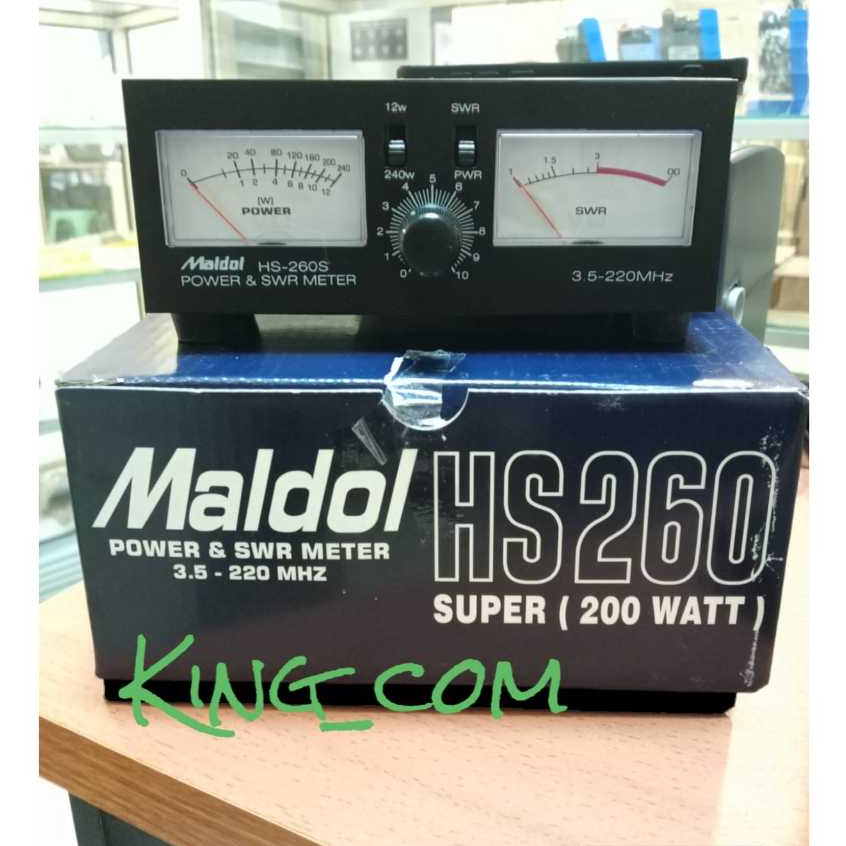 12w
SWR
240w
PWR
0 20 40 80 120 160 200 240
1 2 4 6 8 10 12
[W]
POWER
1 1.5 3 ∞
SWR
0 1 2 3 4 5 6 7 8 9 10
Maldol HS-260S
POWER & SWR METER
3.5-220MHz
Maldol
POWER & SWR METER
3.5 - 220 MHZ
HS260
SUPER ( 200 WATT )
King_com